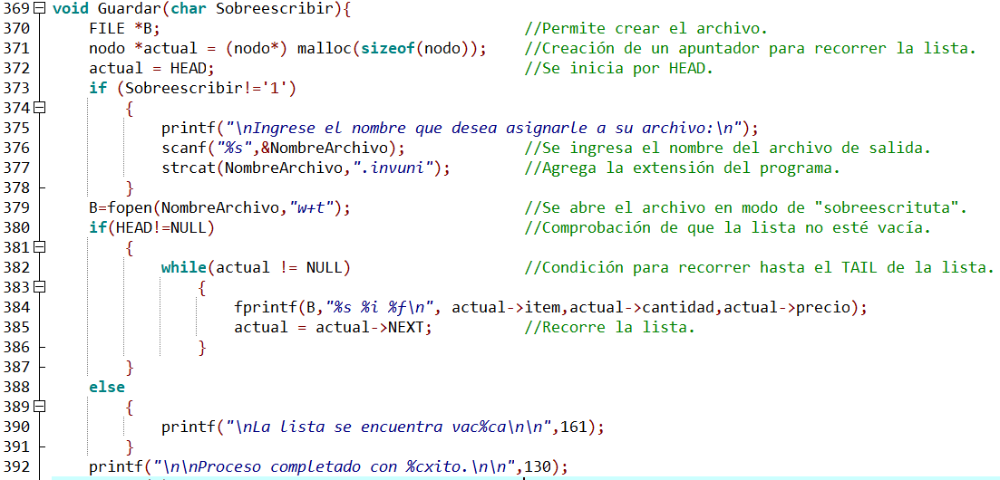 369 void Guardar(char Sobreescribir){
370 FILE *B; //Permite crear el archivo.
371 nodo *actual = (nodo*) malloc(sizeof(nodo)); //Creación de un apuntador para recorrer la lista.
372 actual = HEAD; //Se inicia por HEAD.
373 if (Sobreescribir!='1')
374 {
375 printf("\nIngrese el nombre que desea asignarle a su archivo:\n");
376 scanf("%s",&NombreArchivo); //Se ingresa el nombre del archivo de salida.
377 strcat(NombreArchivo,".invuni"); //Agrega la extensión del programa.
378 }
379 B=fopen(NombreArchivo,"w+t"); //Se abre el archivo en modo de "sobreescrituta".
380 if(HEAD!=NULL) //Comprobación de que la lista no esté vacía.
381 {
382 while(actual != NULL) //Condición para recorrer hasta el TAIL de la lista.
383 {
384 fprintf(B,"%s %i %f\n", actual->item,actual->cantidad,actual->precio);
385 actual = actual->NEXT; //Recorre la lista.
386 }
387 }
388 else
389 {
390 printf("\nLa lista se encuentra vac%ca\n\n",161);
391 }
392 printf("\n\nProceso completado con %cxito.\n\n",130);